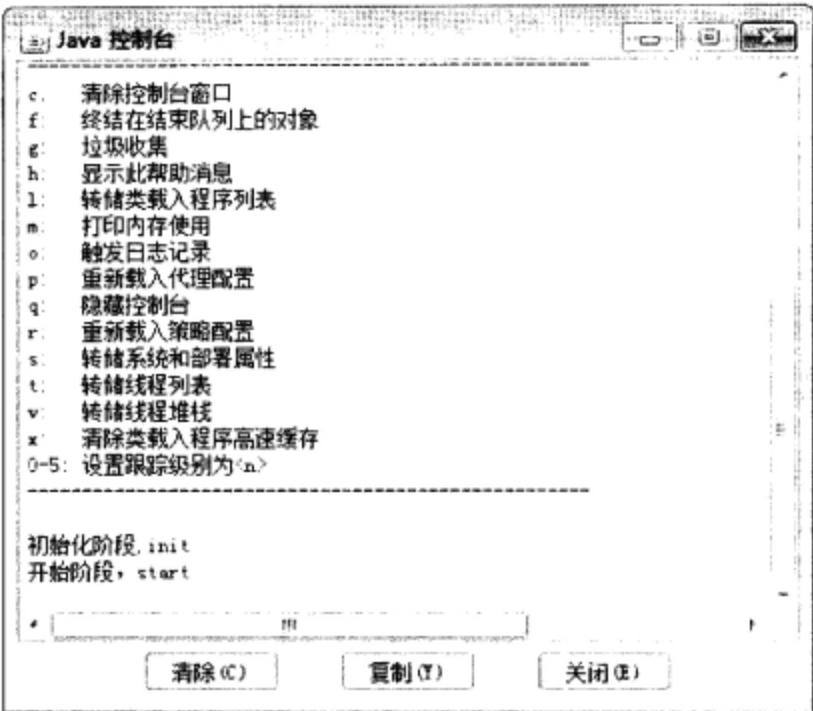 Java 控制台
----------------------------------------------------
c: 清除控制台窗口
f: 终结在结束队列上的对象
g: 垃圾收集
h: 显示此帮助消息
l: 转储类载入程序列表
m: 打印内存使用
o: 触发日志记录
p: 重新载入代理配置
q: 隐藏控制台
r: 重新载入策略配置
s: 转储系统和部署属性
t: 转储线程列表
v: 转储线程堆栈
x: 清除类载入程序高速缓存
0-5: 设置跟踪级别为<n>
----------------------------------------------------
初始化阶段,init
开始阶段，start
清除(C) 复制(Y) 关闭(E)